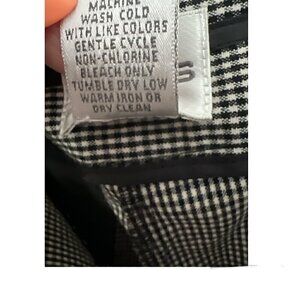 MACHINE
WASH COLD
WITH LIKE COLORS
GENTLE CYCLE
NON-CHLORINE
BLEACH ONLY
TUMBLE DRY LOW
WARM IRON OR
DRY CLEAN
S